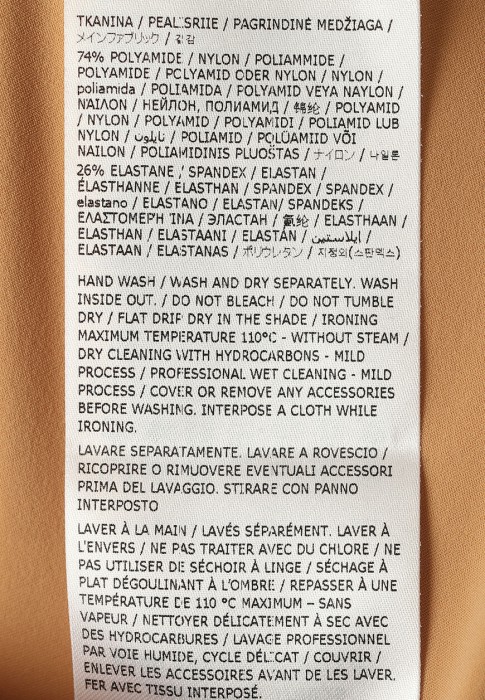 TKANINA / PEALSRIIE / PAGRINDINĖ MEDŽIAGA /
メインファブリック / 겉감
74% POLYAMIDE / NYLON / POLIAMMIDE /
POLYAMIDE / POLYAMID ODER NYLON / NYLON /
poliamida / POLIAMIDA / POLYAMID VEYA NAYLON /
ΝΑΪΛΟΝ / НЕЙЛОН, ПОЛИАМИД / 锦纶 / POLYAMID
/ NYLON / POLYAMID / POLYAMIDI / POLIAMID LUB
NYLON / نايلون / POLIAMID / POLÜAMIID VÕI
NAILON / POLIAMIDINIS PLUOŠTAS / ナイロン / 나일론
26% ELASTANE / SPANDEX / ELASTAN /
ÉLASTHANNE / ELASTHAN / SPANDEX / SPANDEX /
elastano / ELASTANO / ELASTAN/ SPANDEKS /
ΕΛΑΣΤΟΜΕΡΗ ΙΝΑ / ЭЛАСТАН / 氨纶 / ELASTHAAN /
ELASTHAN / ELASTAANI / ELASTAN / ايلاستين /
ELASTAAN / ELASTANAS / ポリウレタン / 지정외(스판덱스)
HAND WASH / WASH AND DRY SEPARATELY. WASH
INSIDE OUT. / DO NOT BLEACH / DO NOT TUMBLE
DRY / FLAT DRIP DRY IN THE SHADE / IRONING
MAXIMUM TEMPERATURE 110°C - WITHOUT STEAM /
DRY CLEANING WITH HYDROCARBONS - MILD
PROCESS / PROFESSIONAL WET CLEANING - MILD
PROCESS / COVER OR REMOVE ANY ACCESSORIES
BEFORE WASHING. INTERPOSE A CLOTH WHILE
IRONING.
LAVARE SEPARATAMENTE. LAVARE A ROVESCIO /
RICOPRIRE O RIMUOVERE EVENTUALI ACCESSORI
PRIMA DEL LAVAGGIO. STIRARE CON PANNO
INTERPOSTO
LAVER À LA MAIN / LAVÉS SÉPARÉMENT. LAVER À
L'ENVERS / NE PAS TRAITER AVEC DU CHLORE / NE
PAS UTILISER DE SÉCHOIR À LINGE / SÉCHAGE À
PLAT DÉGOULINANT À L'OMBRE / REPASSER À UNE
TEMPÉRATURE DE 110 °C MAXIMUM – SANS
VAPEUR / NETTOYER DÉLICATEMENT À SEC AVEC
DES HYDROCARBURES / LAVAGE PROFESSIONNEL
PAR VOIE HUMIDE, CYCLE DÉLICAT / COUVRIR /
ENLEVER LES ACCESSOIRES AVANT DE LES LAVER.
FER AVEC TISSU INTERPOSÉ.